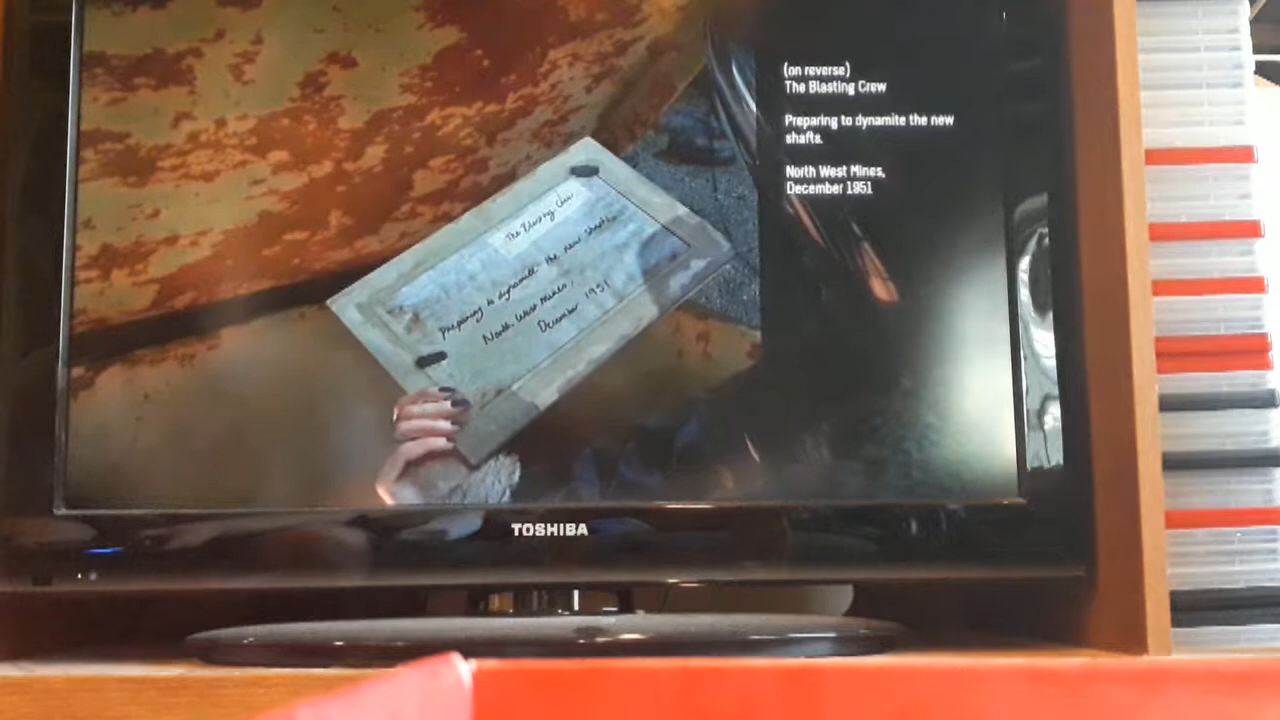 (on reverse)
The Blasting Crew
Preparing to dynamite the new
shafts.
North West Mines,
December 1951
The Blasting Crew
Preparing to dynamite the new shafts.
North West Mines,
December 1951
TOSHIBA